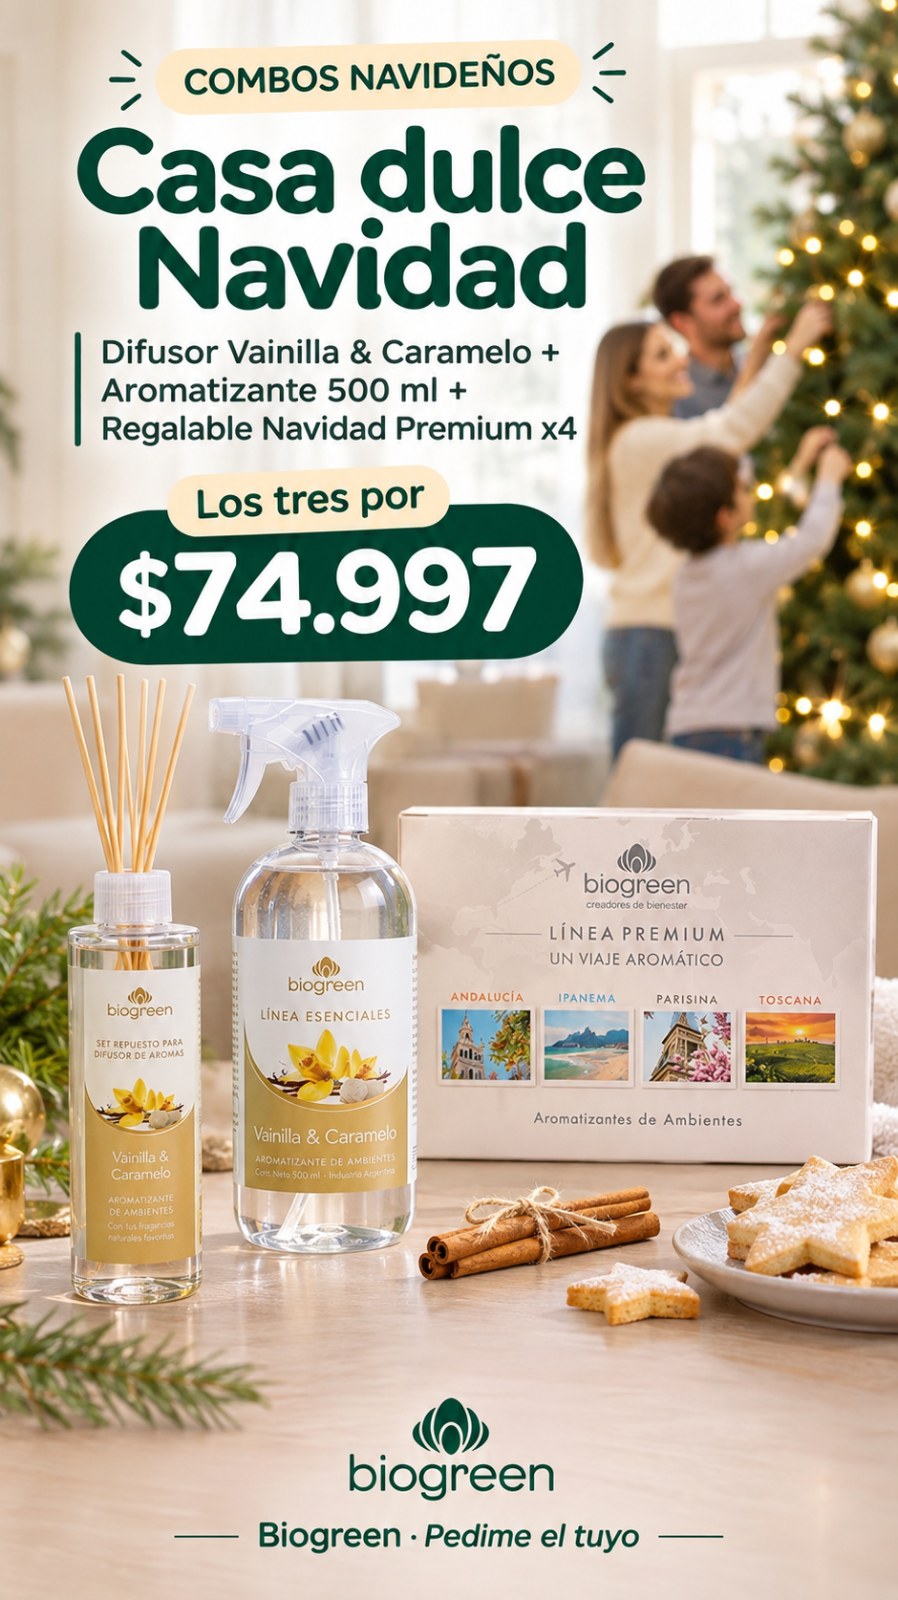 COMBOS NAVIDEÑOS
Casa dulce
Navidad
Difusor Vainilla & Caramelo +
Aromatizante 500 ml +
Regalable Navidad Premium x4
Los tres por
$74.997
biogreen
SET REPUESTO PARA
DIFUSOR DE AROMAS
Vainilla &
Caramelo
AROMATIZANTE
DE AMBIENTES
Con tus fragancias
naturales favoritas
biogreen
LÍNEA ESENCIALES
Vainilla & Caramelo
AROMATIZANTE DE AMBIENTES
Cont. Neto 500 ml - Industria Argentina
biogreen
creadores de bienestar
LÍNEA PREMIUM
UN VIAJE AROMÁTICO
ANDALUCÍA IPANEMA PARISINA TOSCANA
Aromatizantes de Ambientes
biogreen
Biogreen · Pedime el tuyo